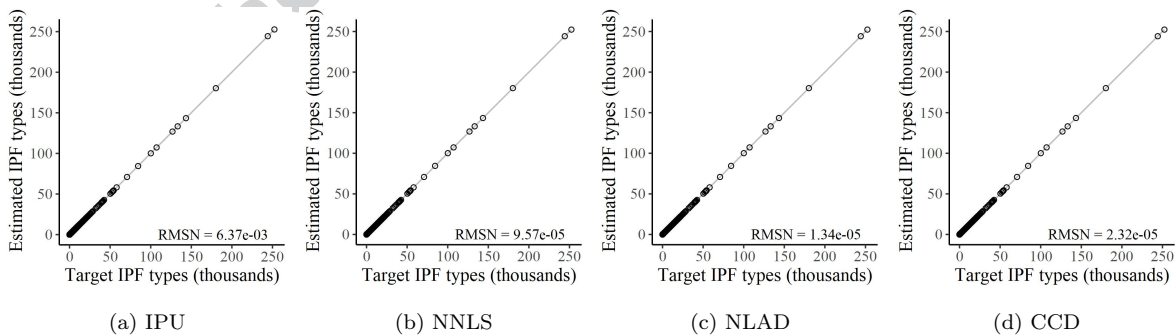 Estimated IPF types (thousands)
250
200
150
100
50
0
RMSN = 6.37e-03
0 50 100 150 200 250
Target IPF types (thousands)
(a) IPU
Estimated IPF types (thousands)
250
200
150
100
50
0
RMSN = 9.57e-05
0 50 100 150 200 250
Target IPF types (thousands)
(b) NNLS
Estimated IPF types (thousands)
250
200
150
100
50
0
RMSN = 1.34e-05
0 50 100 150 200 250
Target IPF types (thousands)
(c) NLAD
Estimated IPF types (thousands)
250
200
150
100
50
0
RMSN = 2.32e-05
0 50 100 150 200 250
Target IPF types (thousands)
(d) CCD